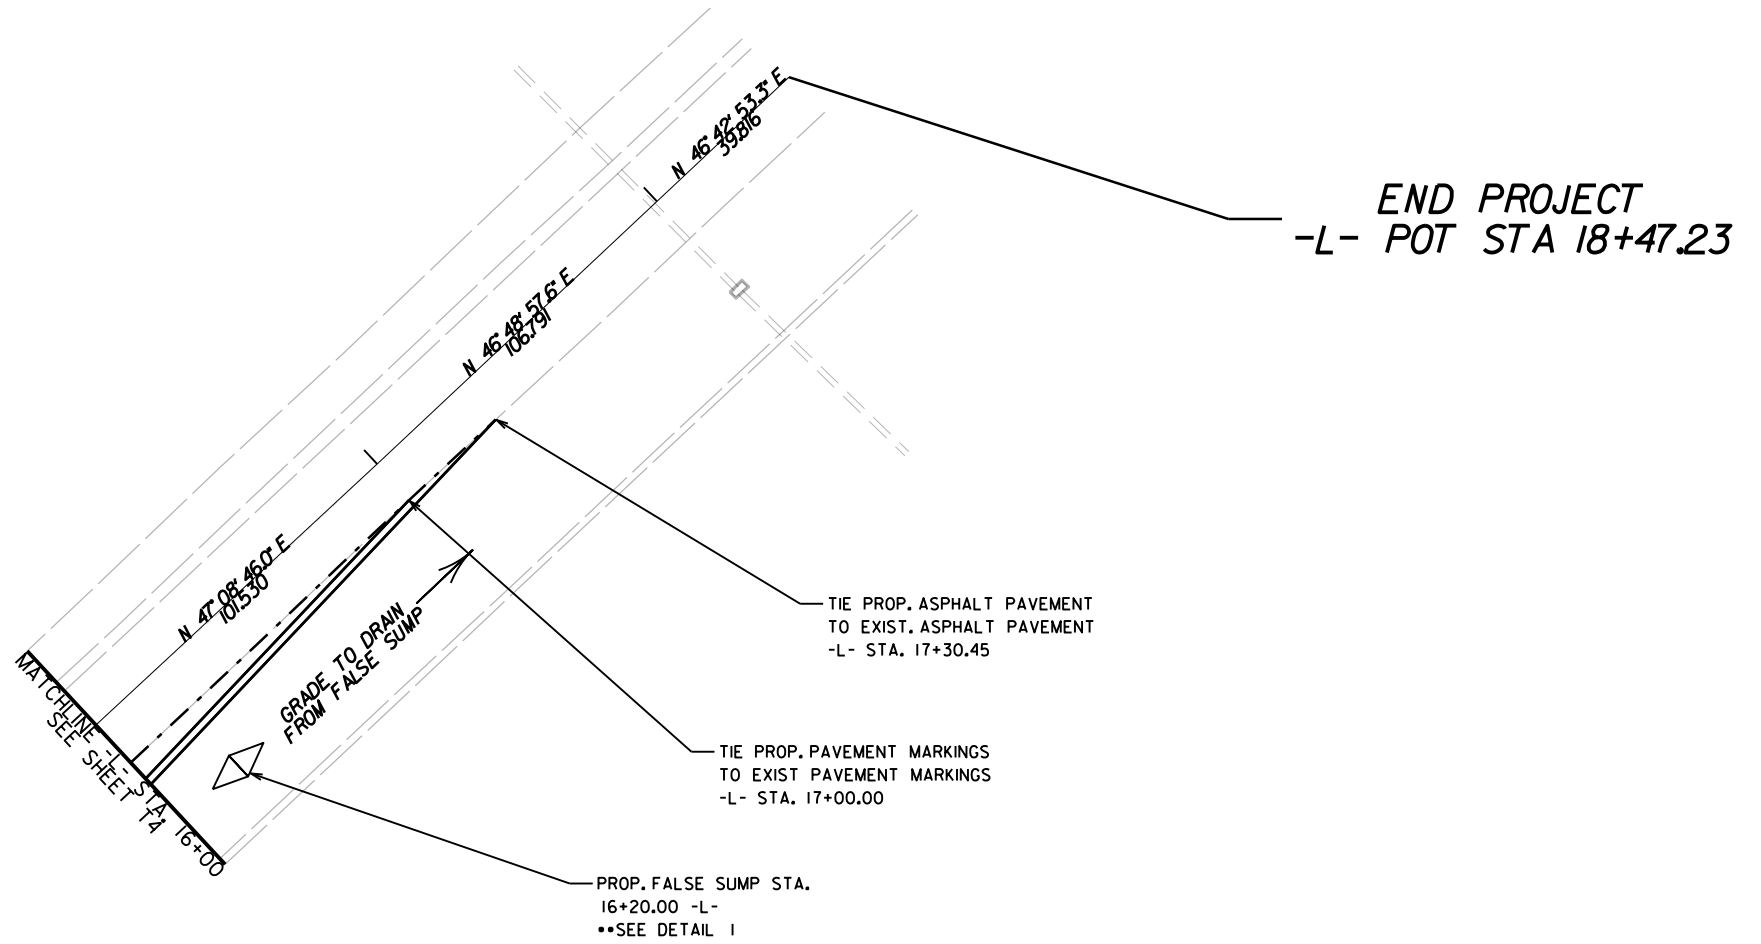 N 46° 42' 53.3" E
39.816
END PROJECT
-L- POT STA 18+47.23
N 46° 48' 57.6" E
106.791
N 47° 08' 46.0" E
101.530
TIE PROP. ASPHALT PAVEMENT
TO EXIST. ASPHALT PAVEMENT
-L- STA. 17+30.45
GRADE TO DRAIN
FROM FALSE SUMP
MATCHLINE -L- STA. 16+00
SEE SHEET T4
TIE PROP. PAVEMENT MARKINGS
TO EXIST PAVEMENT MARKINGS
-L- STA. 17+00.00
PROP. FALSE SUMP STA.
16+20.00 -L-
**SEE DETAIL 1